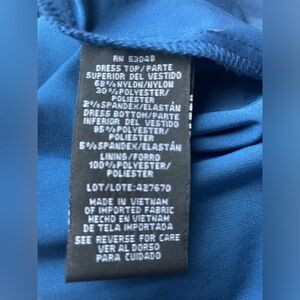 RN 53048
DRESS TOP/PARTE
SUPERIOR DEL VESTIDO
68%NYLON/NYLON
30%POLYESTER/
POLIESTER
2%SPANDEX/ELASTÁN
DRESS BOTTOM/PARTE
INFERIOR DEL VESTIDO
95%POLYESTER/
POLIESTER
5%SPANDEX/ELASTÁN
LINING/FORRO
100%POLYESTER/
POLIESTER
LOT/LOTE:427670
MADE IN VIETNAM
OF IMPORTED FABRIC
HECHO EN VIETNAM
DE TELA IMPORTADA
SEE REVERSE FOR CARE
VER AL DORSO
PARA CUIDADO